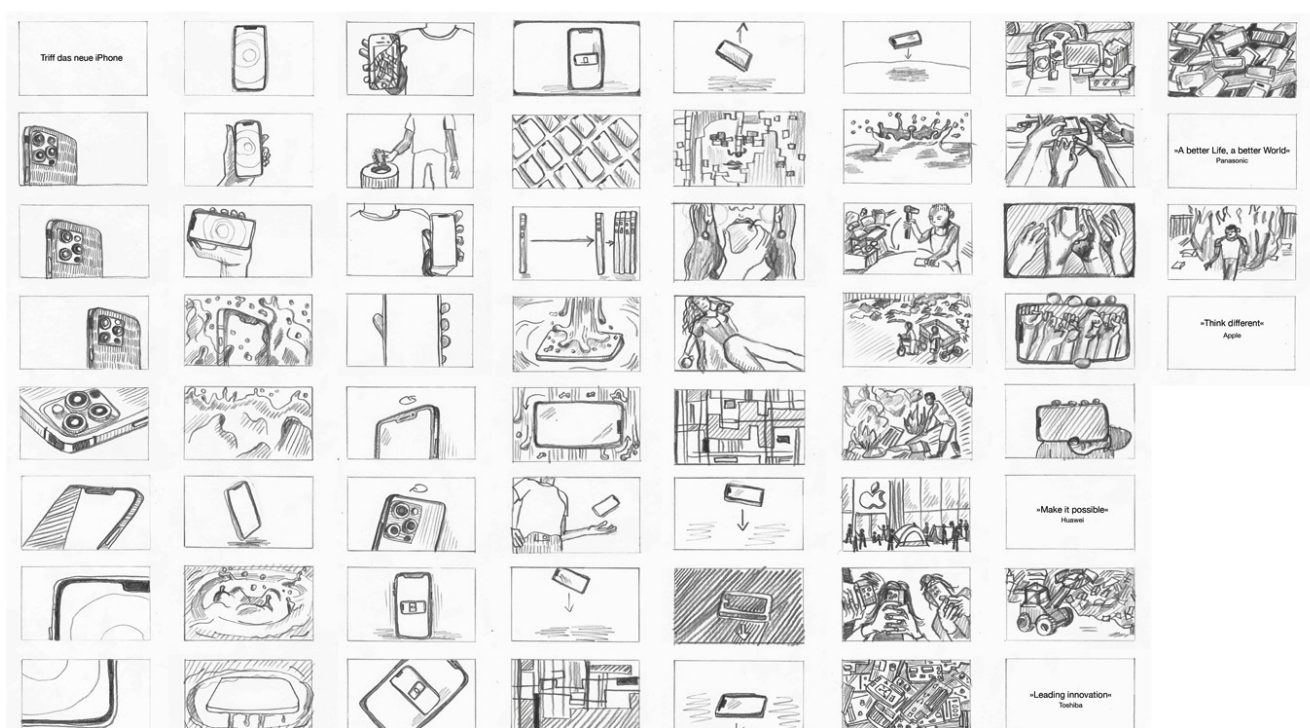 Triff das neue iPhone
»A better Life, a better World«
Panasonic
»Think different«
Apple
»Make it possible«
Huawei
»Leading innovation«
Toshiba